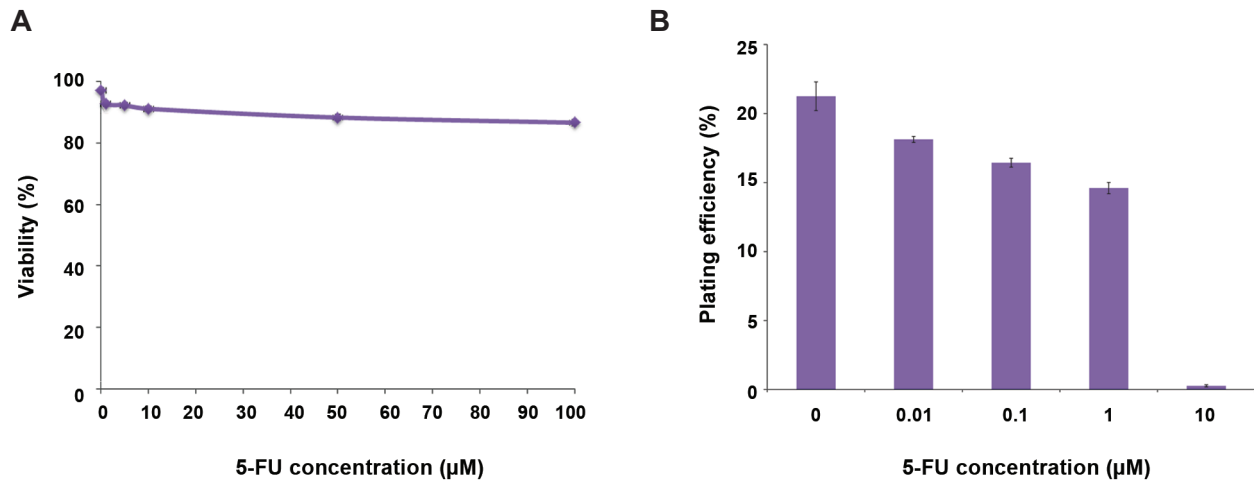 A
Viability (%)
100
80
60
40
20
0
0 10 20 30 40 50 60 70 80 90 100
5-FU concentration (µM)
B
Plating efficiency (%)
25
20
15
10
5
0
0 0.01 0.1 1 10
5-FU concentration (µM)